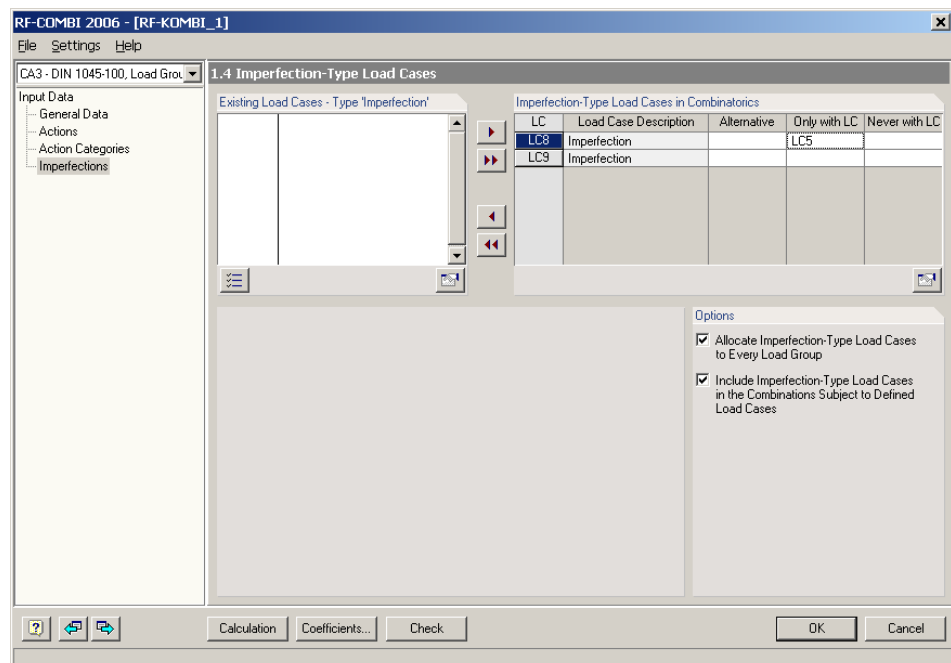 RF-COMBI 2006 - [RF-KOMBI_1]
File Settings Help
CA3 - DIN 1045-100, Load Grou
1.4 Imperfection-Type Load Cases
Input Data
General Data
Actions
Action Categories
Imperfections
Existing Load Cases - Type 'Imperfection'
Imperfection-Type Load Cases in Combinatorics
LC Load Case Description Alternative Only with LC Never with LC
LC8 Imperfection LC5
LC9 Imperfection
Options
Allocate Imperfection-Type Load Cases
to Every Load Group
Include Imperfection-Type Load Cases
in the Combinations Subject to Defined
Load Cases
Calculation Coefficients... Check OK Cancel